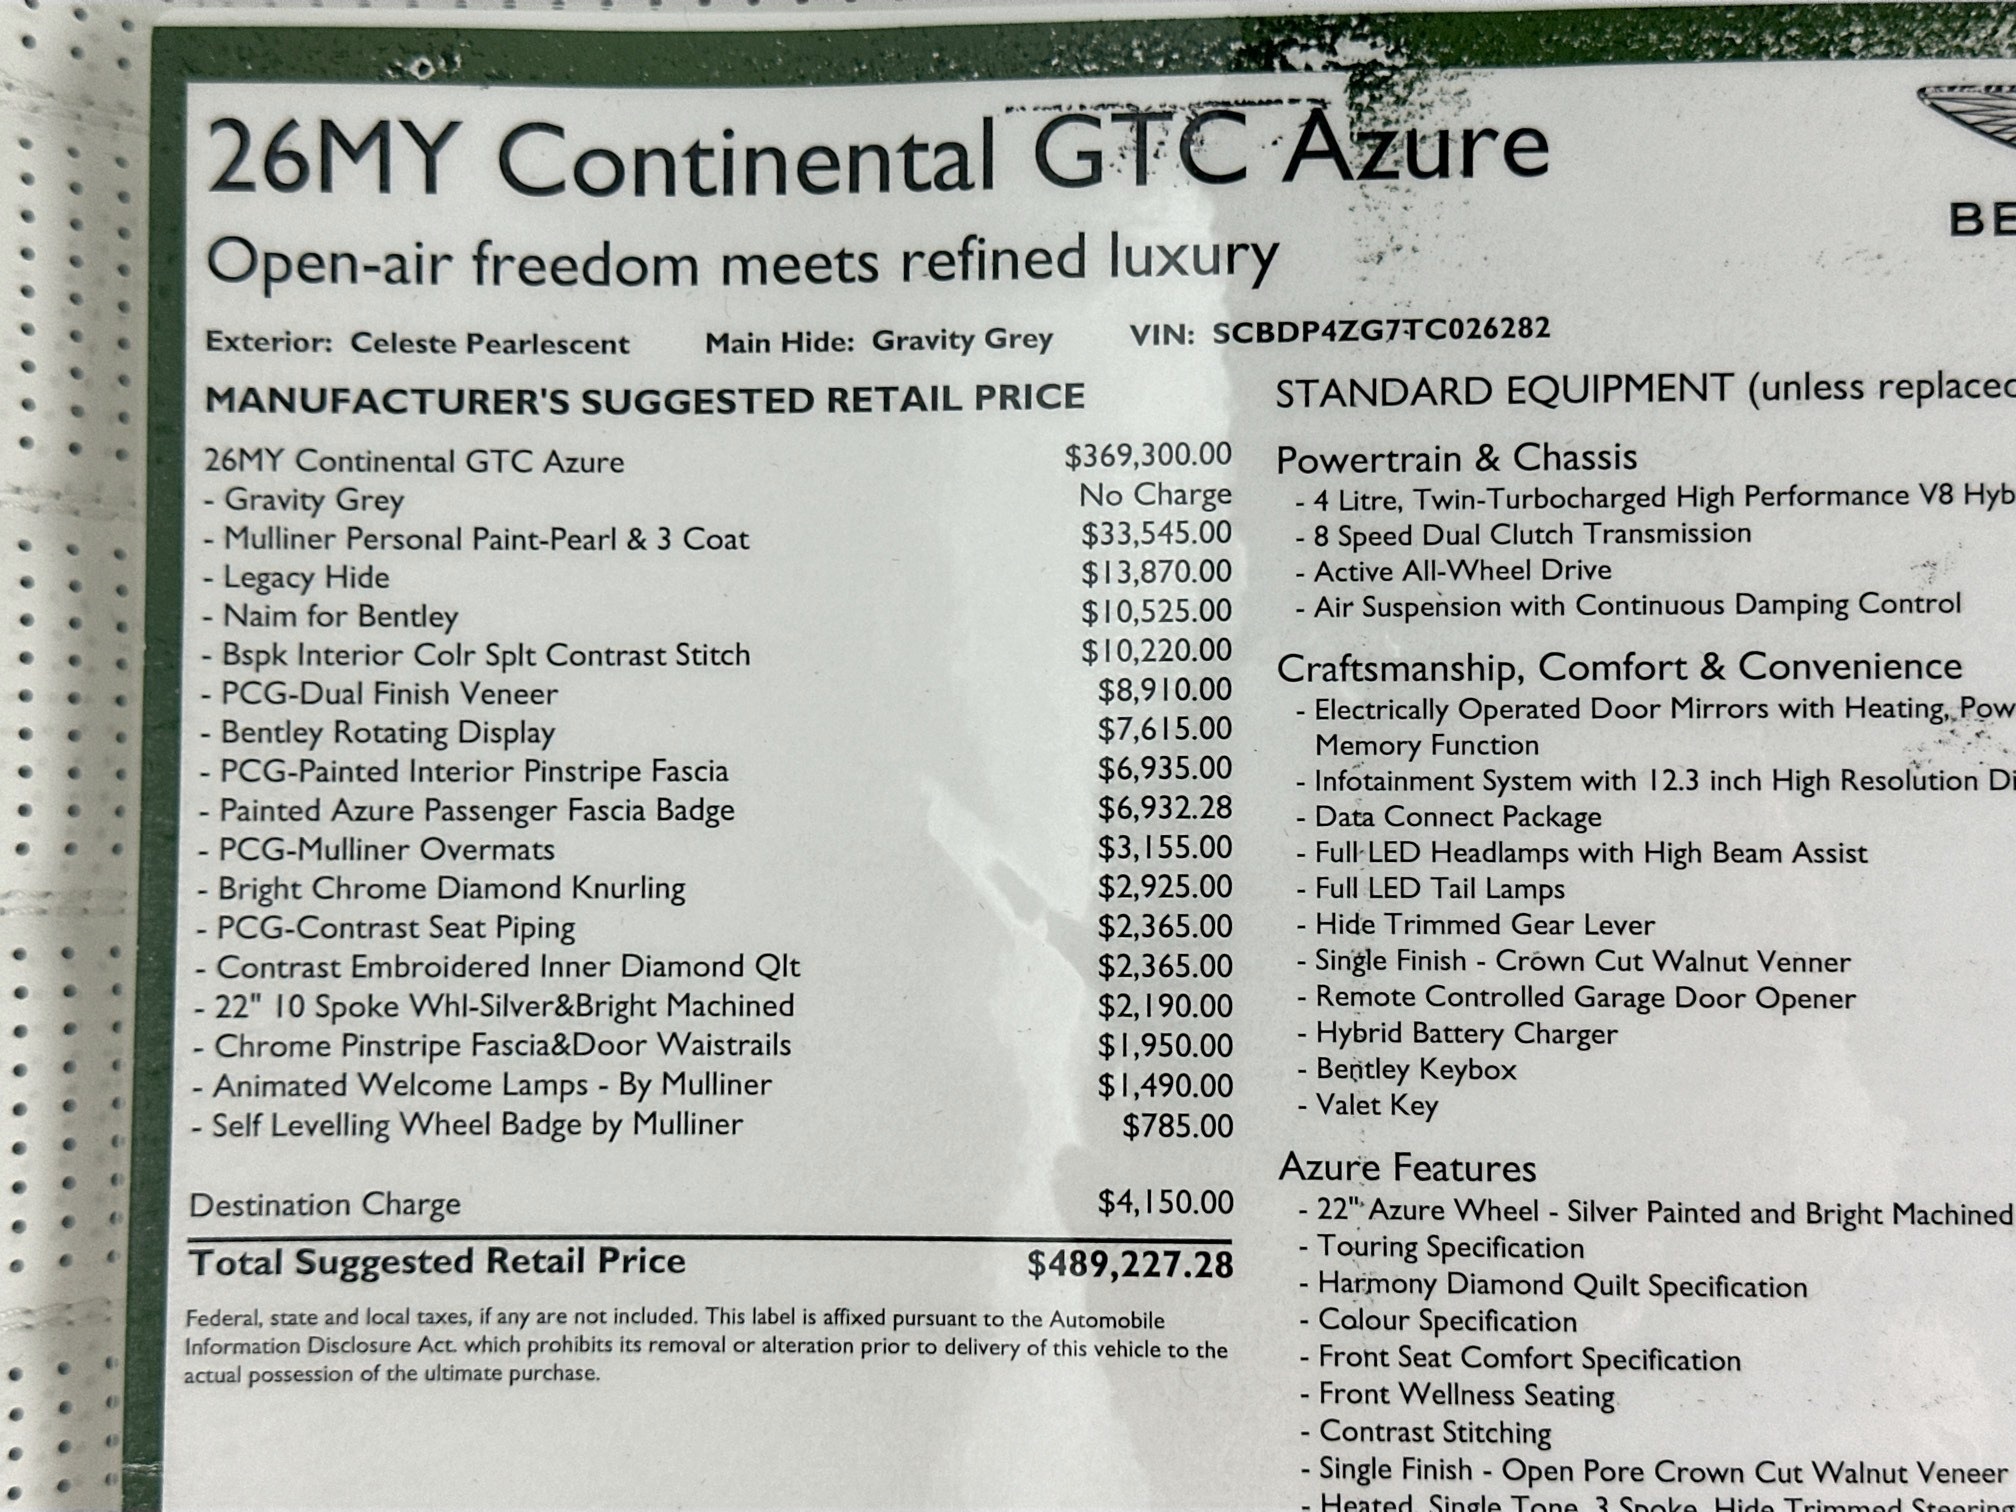 26MY Continental GTC Azure
Open-air freedom meets refined luxury
BE
Exterior: Celeste Pearlescent Main Hide: Gravity Grey VIN: SCBDP4ZG7TC026282
MANUFACTURER'S SUGGESTED RETAIL PRICE
26MY Continental GTC Azure $369,300.00
- Gravity Grey No Charge
- Mulliner Personal Paint-Pearl & 3 Coat $33,545.00
- Legacy Hide $13,870.00
- Naim for Bentley $10,525.00
- Bspk Interior Colr Splt Contrast Stitch $10,220.00
- PCG-Dual Finish Veneer $8,910.00
- Bentley Rotating Display $7,615.00
- PCG-Painted Interior Pinstripe Fascia $6,935.00
- Painted Azure Passenger Fascia Badge $6,932.28
- PCG-Mulliner Overmats $3,155.00
- Bright Chrome Diamond Knurling $2,925.00
- PCG-Contrast Seat Piping $2,365.00
- Contrast Embroidered Inner Diamond Qlt $2,365.00
- 22" 10 Spoke Whl-Silver&Bright Machined $2,190.00
- Chrome Pinstripe Fascia&Door Waistrails $1,950.00
- Animated Welcome Lamps - By Mulliner $1,490.00
- Self Levelling Wheel Badge by Mulliner $785.00
Destination Charge $4,150.00
Total Suggested Retail Price $489,227.28
Federal, state and local taxes, if any are not included. This label is affixed pursuant to the Automobile
Information Disclosure Act. which prohibits its removal or alteration prior to delivery of this vehicle to the
actual possession of the ultimate purchase.
STANDARD EQUIPMENT (unless replaced
Powertrain & Chassis
- 4 Litre, Twin-Turbocharged High Performance V8 Hyb
- 8 Speed Dual Clutch Transmission
- Active All-Wheel Drive
- Air Suspension with Continuous Damping Control
Craftsmanship, Comfort & Convenience
- Electrically Operated Door Mirrors with Heating, Pow
Memory Function
- Infotainment System with 12.3 inch High Resolution Di
- Data Connect Package
- Full LED Headlamps with High Beam Assist
- Full LED Tail Lamps
- Hide Trimmed Gear Lever
- Single Finish - Crown Cut Walnut Venner
- Remote Controlled Garage Door Opener
- Hybrid Battery Charger
- Bentley Keybox
- Valet Key
Azure Features
- 22" Azure Wheel - Silver Painted and Bright Machined
- Touring Specification
- Harmony Diamond Quilt Specification
- Colour Specification
- Front Seat Comfort Specification
- Front Wellness Seating
- Contrast Stitching
- Single Finish - Open Pore Crown Cut Walnut Veneer
- Heated, Single Tone, 3 Spoke, Hide Trimmed Steering